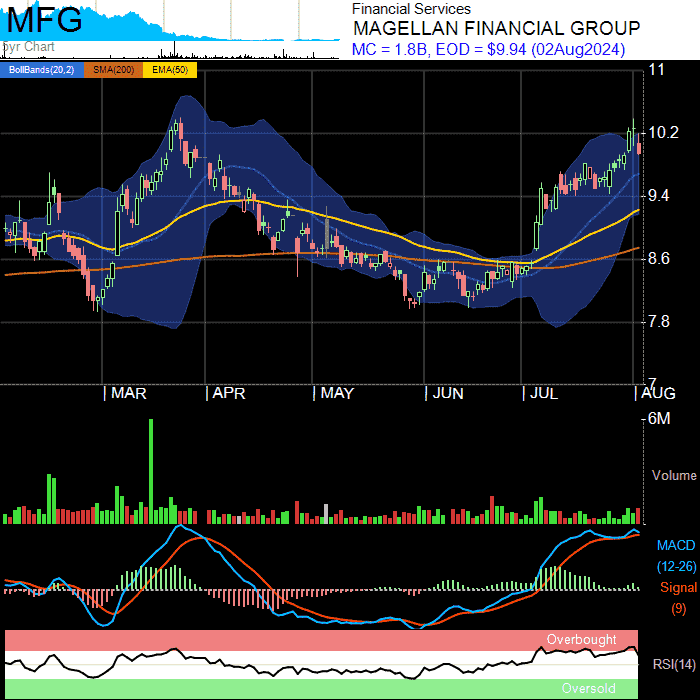 MFG
Financial Services
MAGELLAN FINANCIAL GROUP
MC = 1.8B, EOD = $9.94 (02Aug2024)
yr Chart
BollBands(20,2) SMA(200) EMA(50)
11
10.2
9.4
8.6
7.8
7
MAR APR MAY JUN JUL AUG
6M
Volume
MACD
(12-26)
Signal
(9)
Overbought
RSI(14)
Oversold